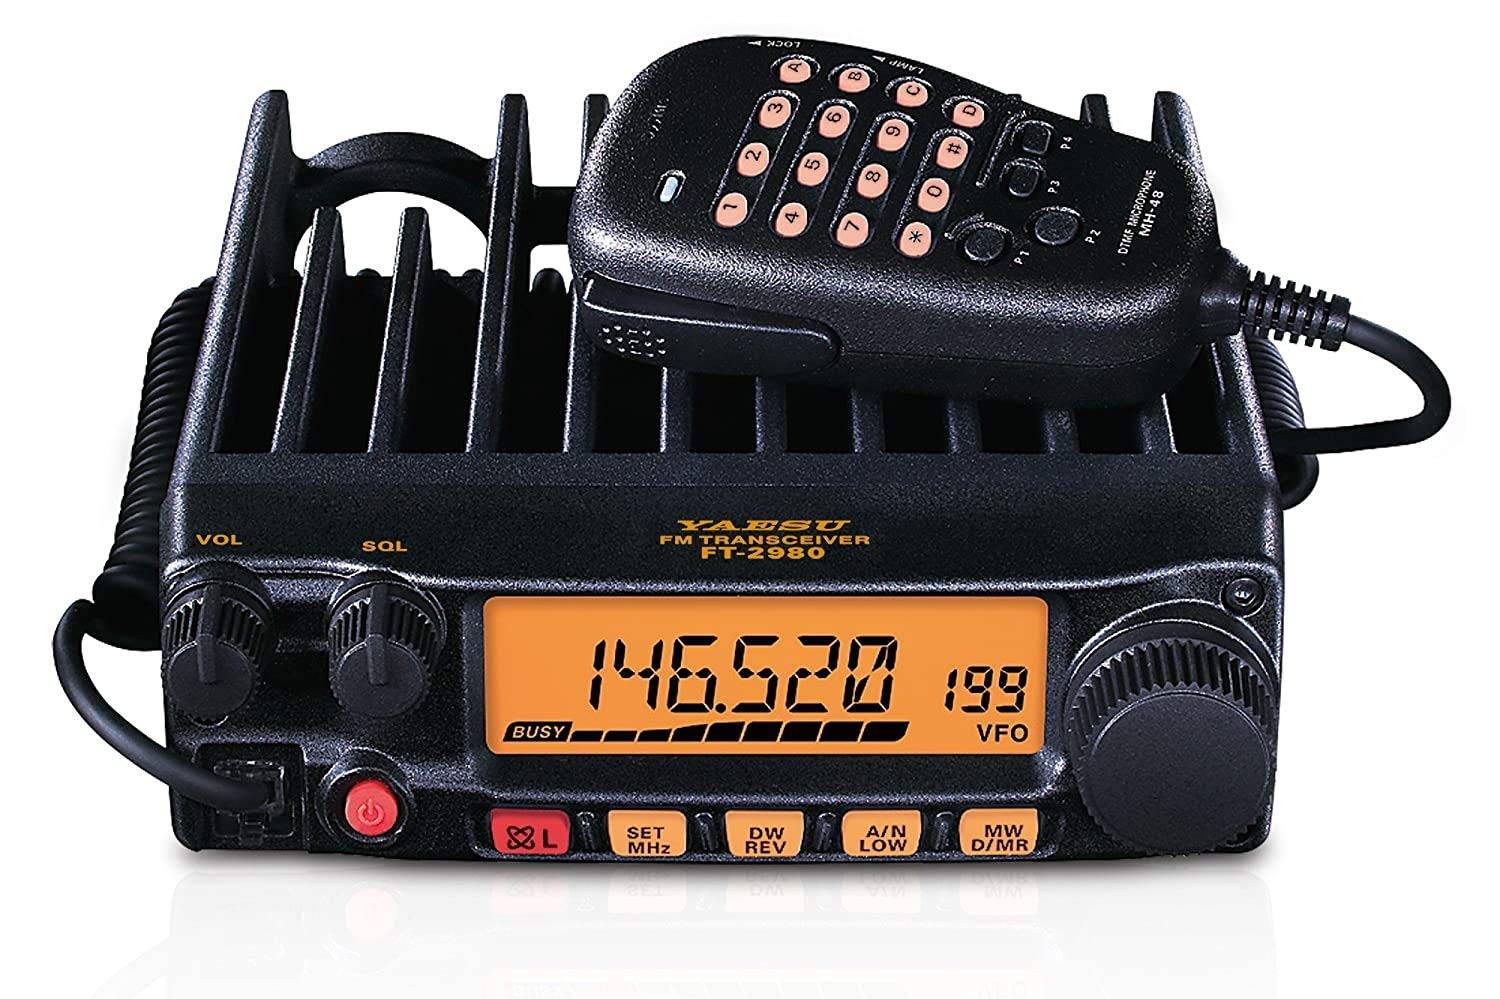 LOCK
LAMP
A
B
C
D
3
6
9
#
2
5
8
0
1
4
7
*
P4
P3
P2
P1
DTMF MICROPHONE
MH-48
YAESU
FM TRANSCEIVER
FT-2980
VOL
SQL
146.520
199
BUSY
VFO
L
SET
MHz
DW
REV
A/N
LOW
MW
D/MR